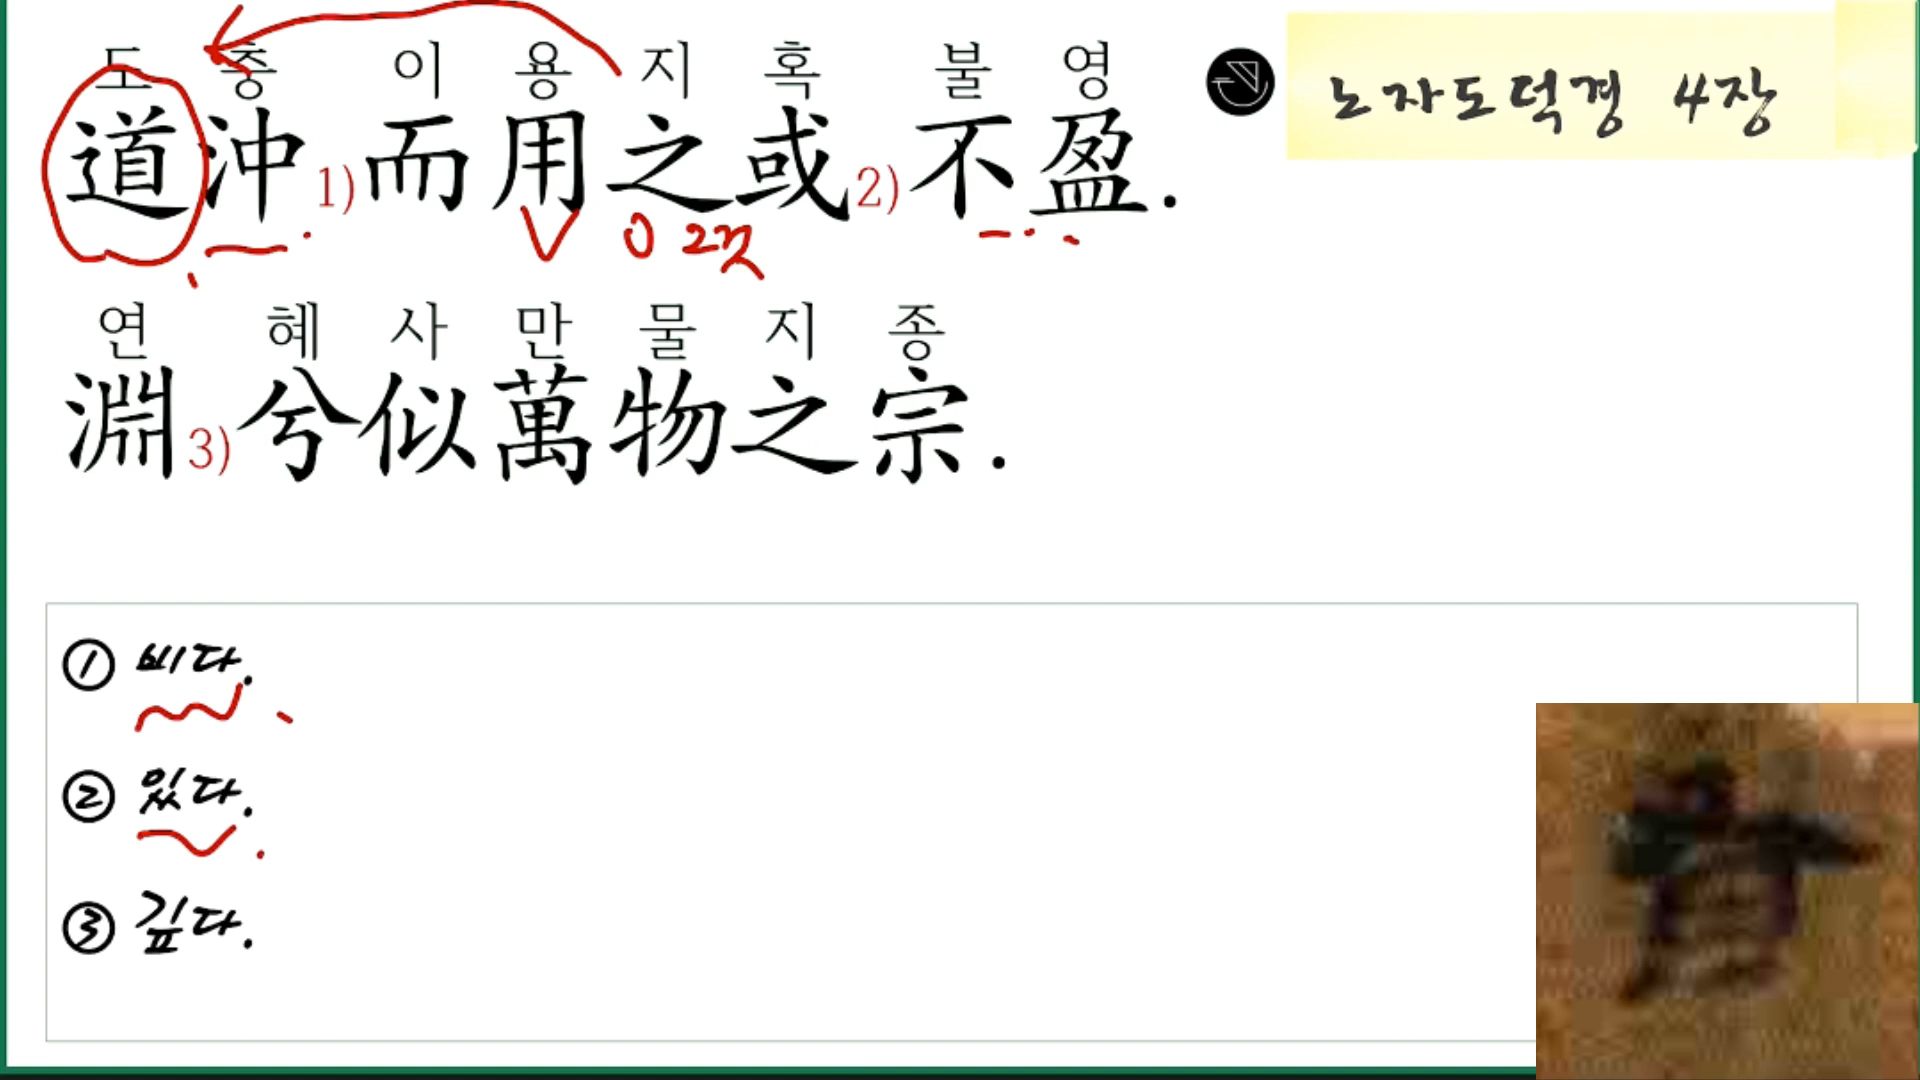 도 충 이 용 지 혹 불 영
道沖1)而用之或2)不盈.
0 그것
연 혜 사 만 물 지 종
淵3)兮似萬物之宗.
노자도덕경 4장
① 비다.
② 있다.
③ 깊다.